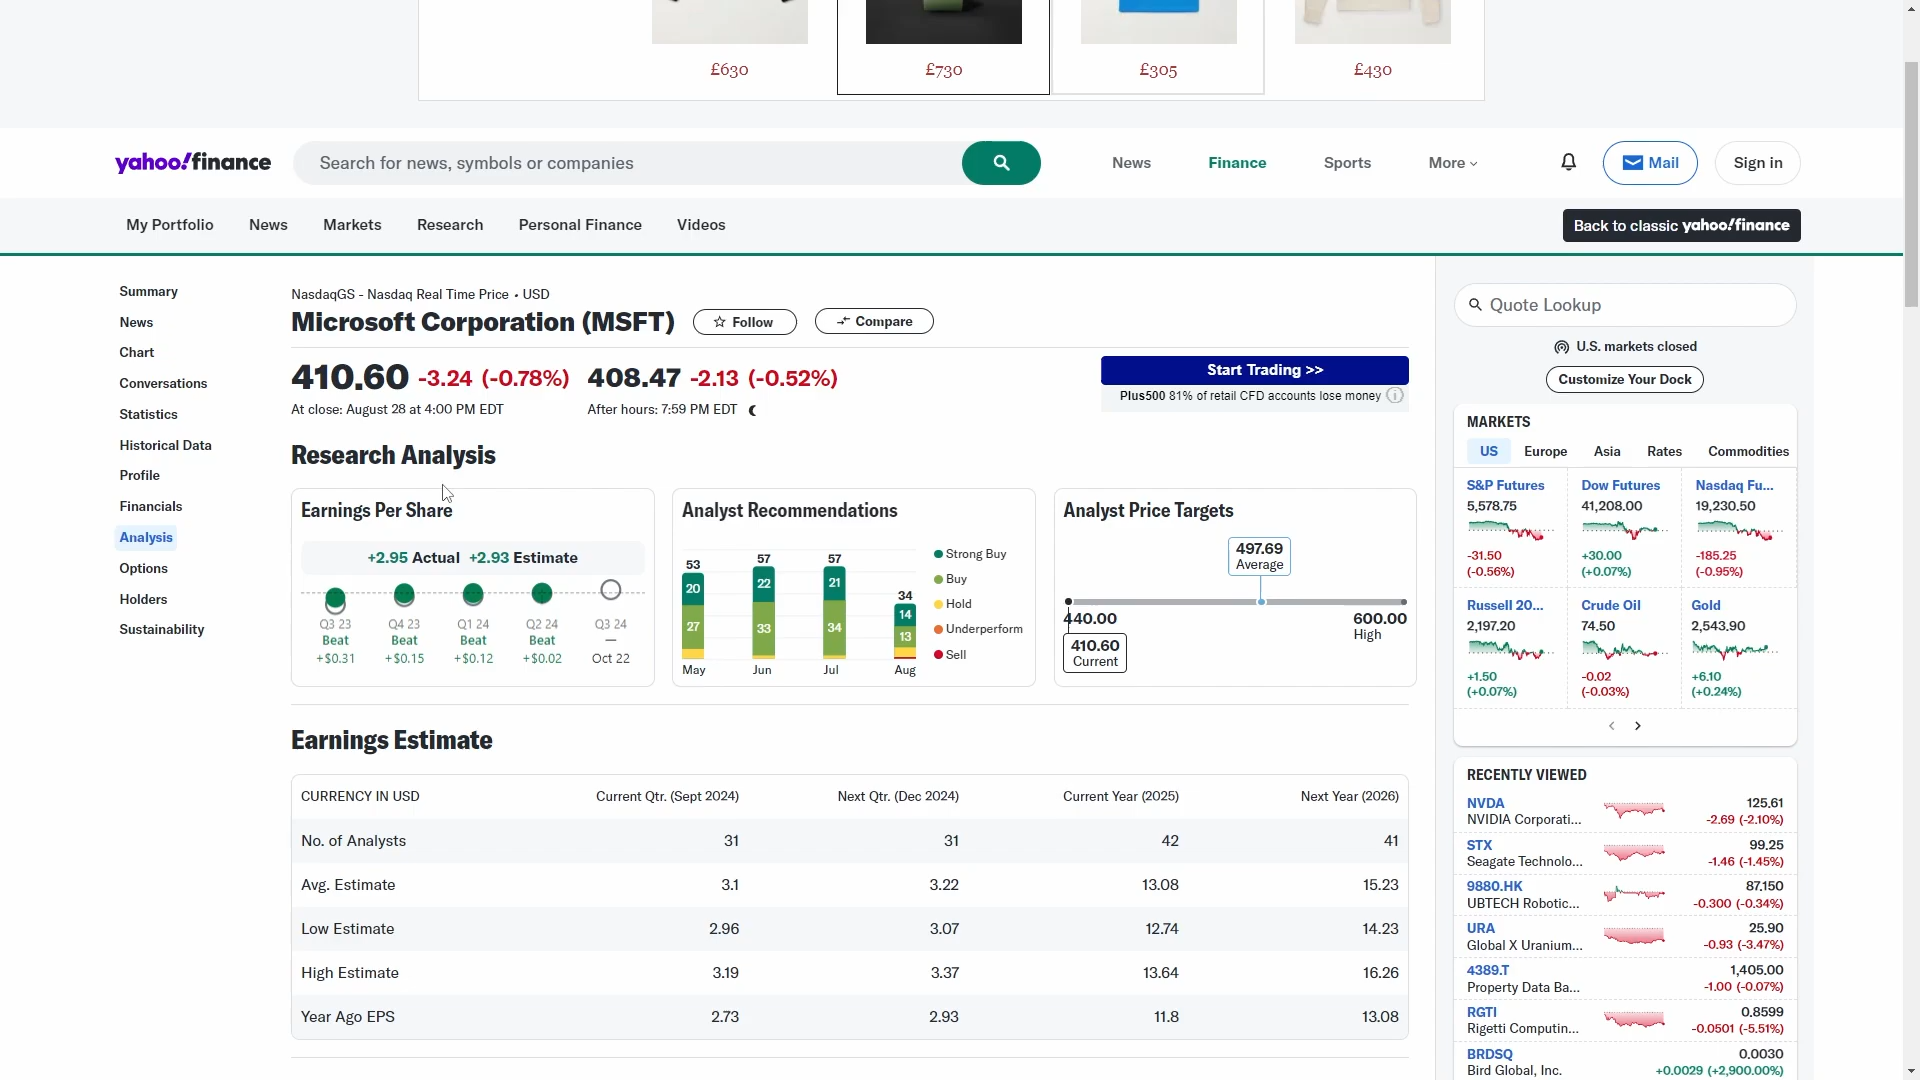 £630
£730
£305
£430
yahoo!finance
Search for news, symbols or companies
News
Finance
Sports
More
Mail
Sign in
My Portfolio
News
Markets
Research
Personal Finance
Videos
Back to classic yahoo!finance
Summary
News
Chart
Conversations
Statistics
Historical Data
Profile
Financials
Analysis
Options
Holders
Sustainability
NasdaqGS - Nasdaq Real Time Price • USD
Microsoft Corporation (MSFT)
Follow
Compare
410.60 -3.24 (-0.78%)
At close: August 28 at 4:00 PM EDT
408.47 -2.13 (-0.52%)
After hours: 7:59 PM EDT
Start Trading >>
Plus500 81% of retail CFD accounts lose money
Research Analysis
Earnings Per Share
+2.95 Actual +2.93 Estimate
Q3 23 Q4 23 Q1 24 Q2 24 Q3 24
Beat Beat Beat Beat —
+$0.31 +$0.15 +$0.12 +$0.02 Oct 22
Analyst Recommendations
53 57 57 34
20 22 21 14
27 33 34 13
May Jun Jul Aug
Strong Buy
Buy
Hold
Underperform
Sell
Analyst Price Targets
497.69
Average
440.00
600.00
High
410.60
Current
Earnings Estimate
CURRENCY IN USD Current Qtr. (Sept 2024) Next Qtr. (Dec 2024) Current Year (2025) Next Year (2026)
No. of Analysts 31 31 42 41
Avg. Estimate 3.1 3.22 13.08 15.23
Low Estimate 2.96 3.07 12.74 14.23
High Estimate 3.19 3.37 13.64 16.26
Year Ago EPS 2.73 2.93 11.8 13.08
Quote Lookup
U.S. markets closed
Customize Your Dock
MARKETS
US Europe Asia Rates Commodities
S&P Futures Dow Futures Nasdaq Fu...
5,578.75 41,208.00 19,230.50
-31.50 +30.00 -185.25
(-0.56%) (+0.07%) (-0.95%)
Russell 20... Crude Oil Gold
2,197.20 74.50 2,543.90
+1.50 -0.02 +6.10
(+0.07%) (-0.03%) (+0.24%)
RECENTLY VIEWED
NVDA 125.61
NVIDIA Corporati... -2.69 (-2.10%)
STX 99.25
Seagate Technolo... -1.46 (-1.45%)
9880.HK 87.150
UBTECH Robotic... -0.300 (-0.34%)
URA 25.90
Global X Uranium... -0.93 (-3.47%)
4389.T 1,405.00
Property Data Ba... -1.00 (-0.07%)
RGTI 0.8599
Rigetti Computin... -0.0501 (-5.51%)
BRDSQ 0.0030
Bird Global, Inc. +0.0029 (+2,900.00%)